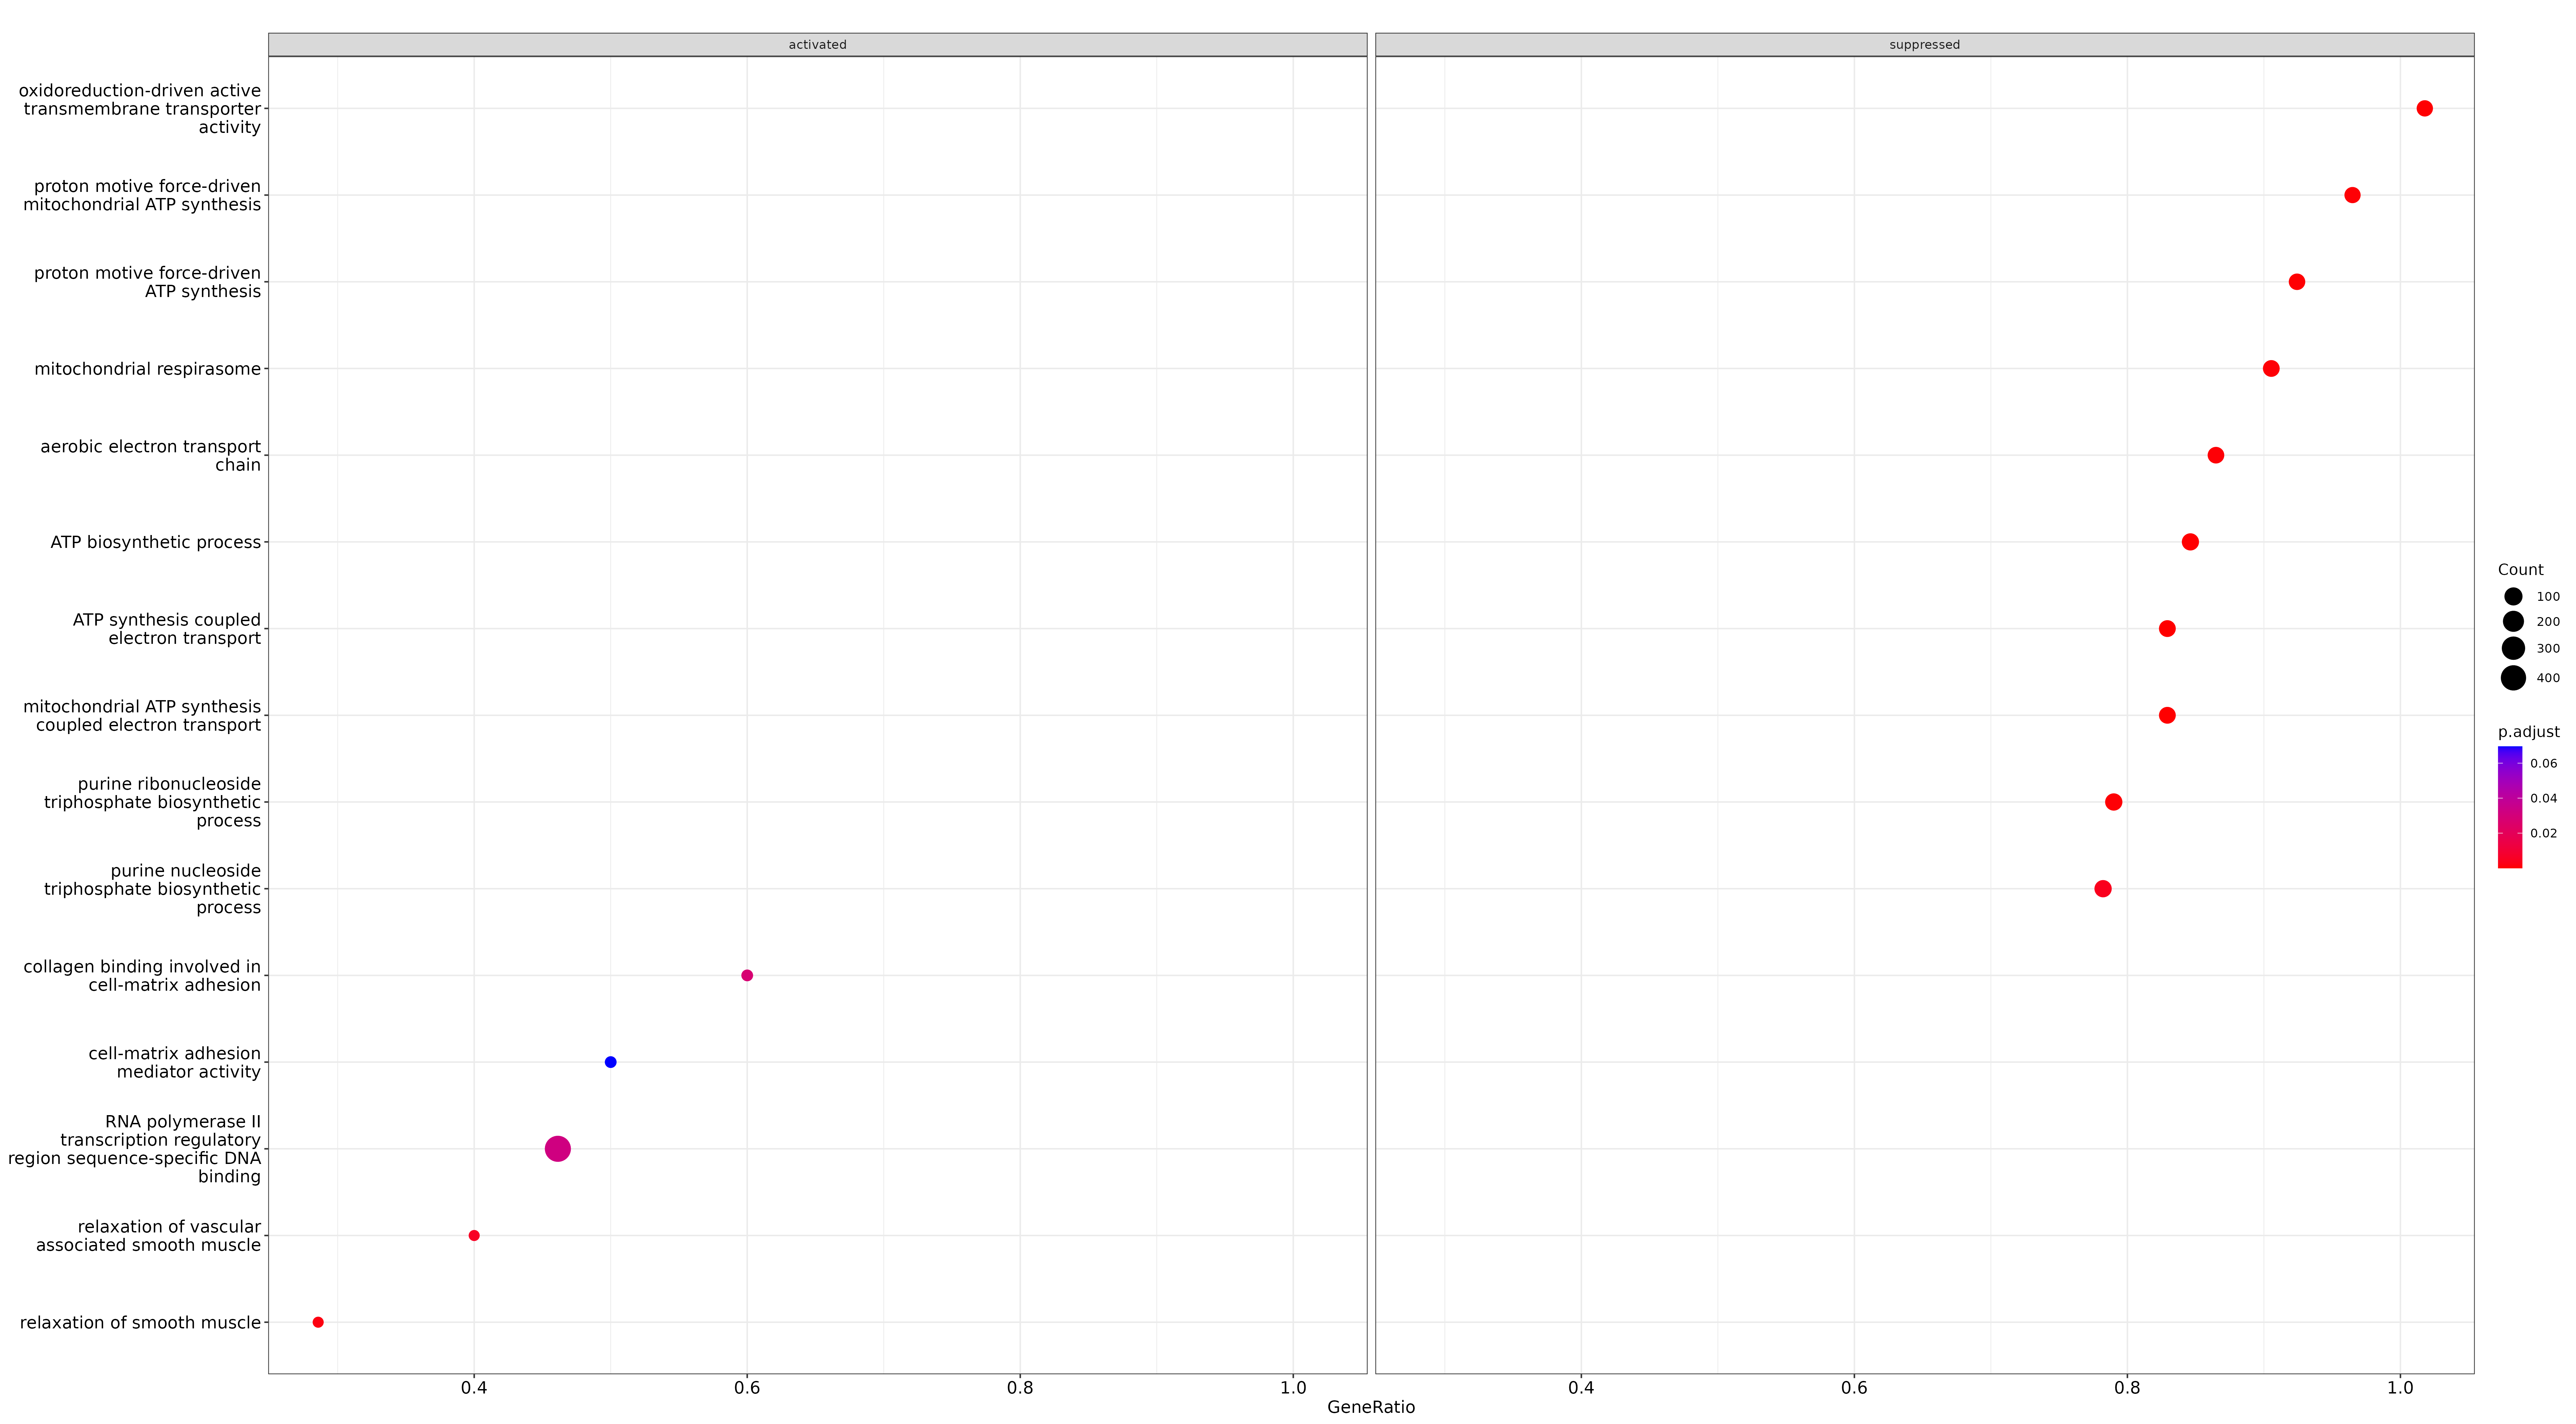 activated
suppressed
oxidoreduction-driven active
transmembrane transporter
activity
proton motive force-driven
mitochondrial ATP synthesis
proton motive force-driven
ATP synthesis
mitochondrial respirasome
aerobic electron transport
chain
ATP biosynthetic process
ATP synthesis coupled
electron transport
mitochondrial ATP synthesis
coupled electron transport
purine ribonucleoside
triphosphate biosynthetic
process
purine nucleoside
triphosphate biosynthetic
process
collagen binding involved in
cell-matrix adhesion
cell-matrix adhesion
mediator activity
RNA polymerase II
transcription regulatory
region sequence-specific DNA
binding
relaxation of vascular
associated smooth muscle
relaxation of smooth muscle
0.4 0.6 0.8 1.0
0.4 0.6 0.8 1.0
GeneRatio
Count
100
200
300
400
p.adjust
0.06
0.04
0.02